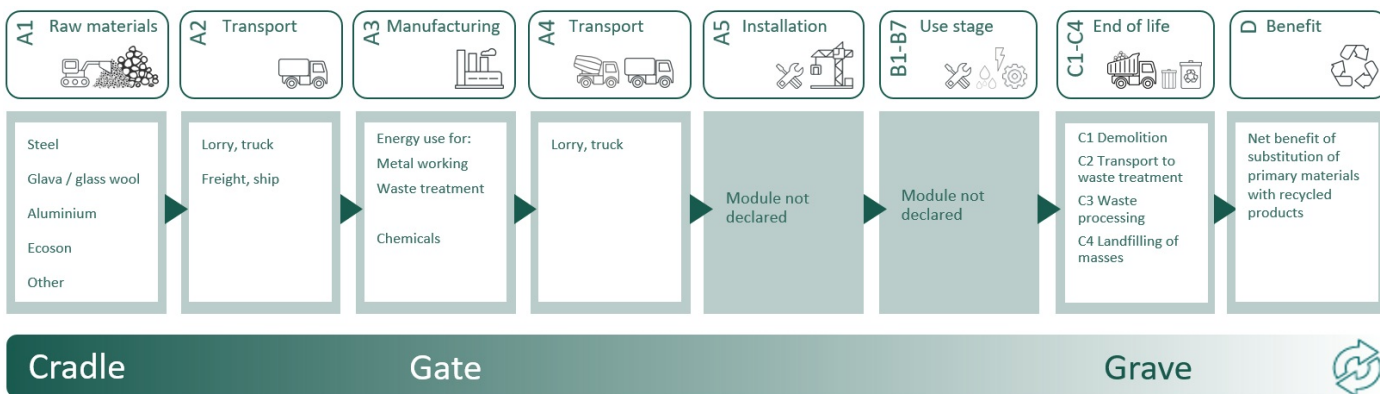 A1 Raw materials
A2 Transport
A3 Manufacturing
A4 Transport
A5 Installation
B1-B7 Use stage
C1-C4 End of life
D Benefit
Steel
Glava / glass wool
Aluminium
Ecoson
Other
Lorry, truck
Freight, ship
Energy use for:
Metal working
Waste treatment
Chemicals
Lorry, truck
Module not
declared
Module not
declared
C1 Demolition
C2 Transport to
waste treatment
C3 Waste
processing
C4 Landfilling of
masses
Net benefit of
substitution of
primary materials
with recycled
products
Cradle
Gate
Grave